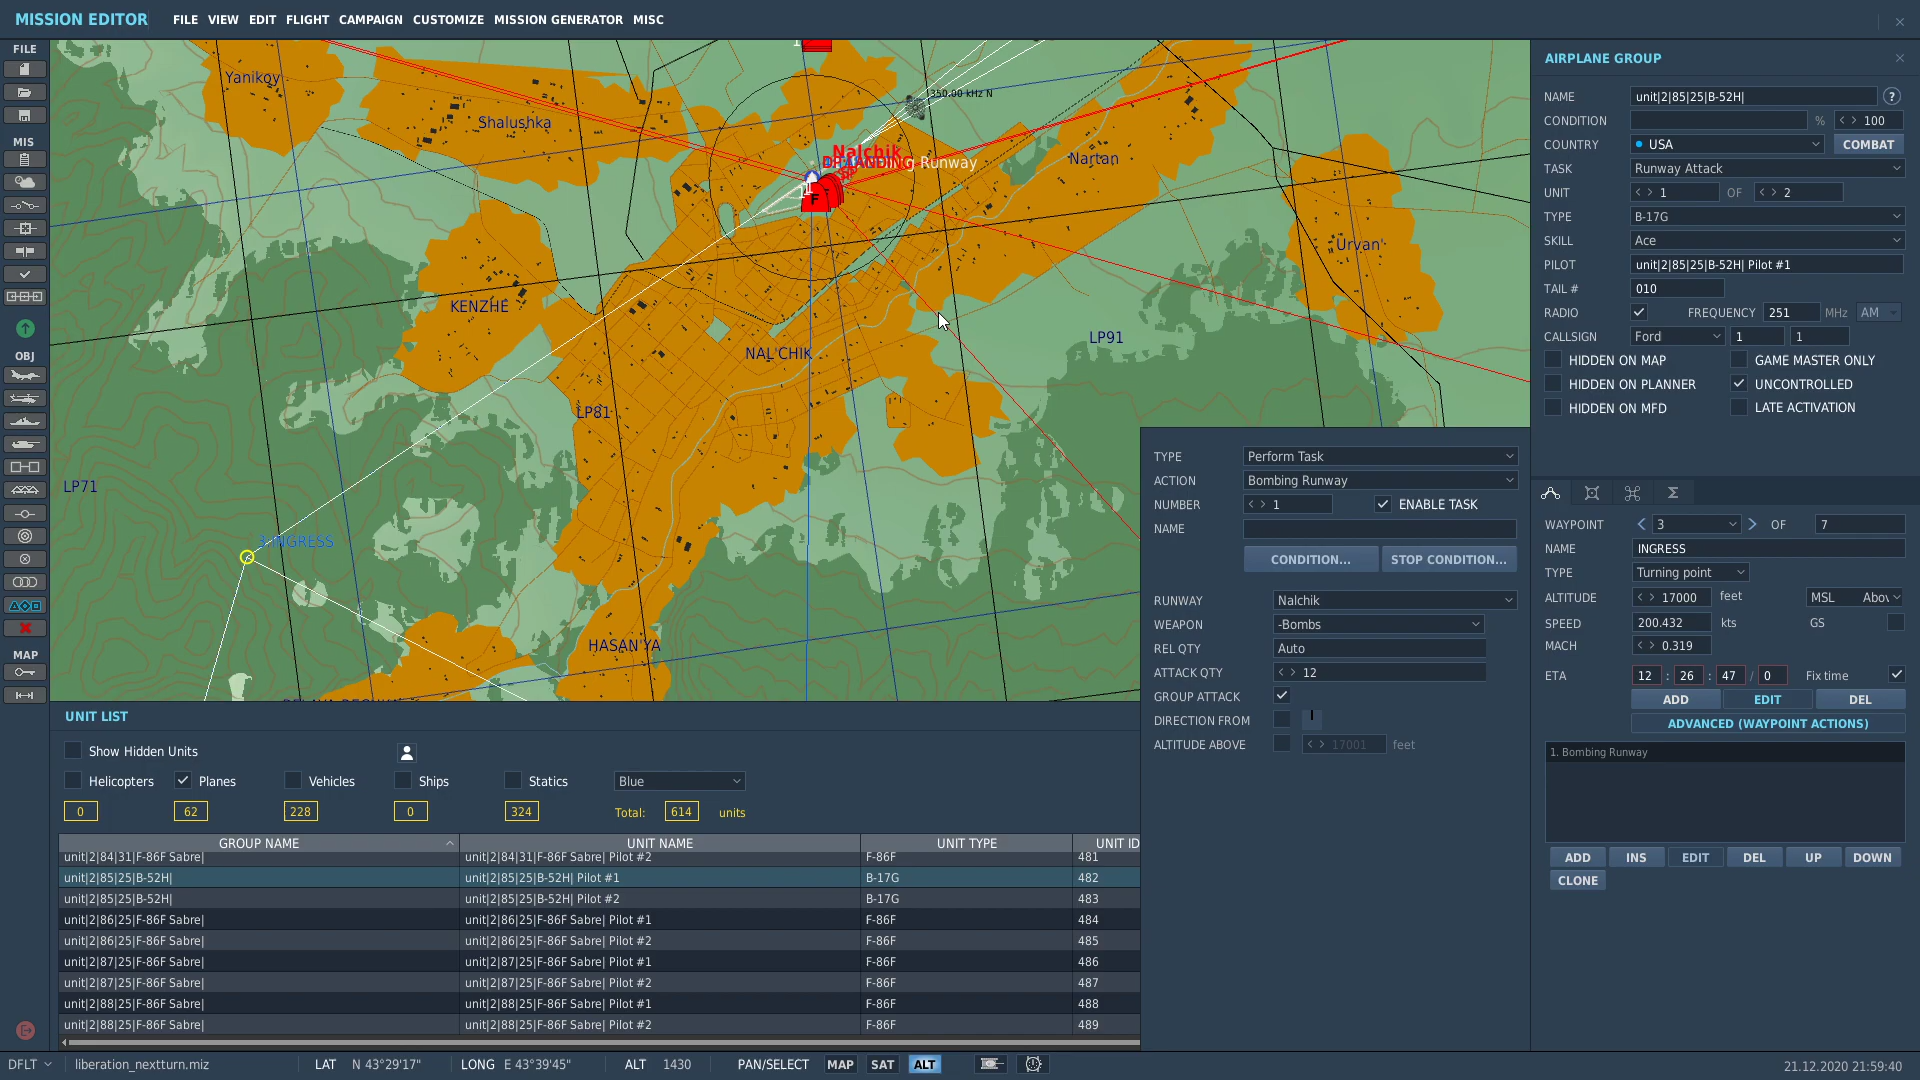 MISSION EDITOR
FILE VIEW EDIT FLIGHT CAMPAIGN CUSTOMIZE MISSION GENERATOR MISC
FILE
MIS
OBJ
MAP
Yanikoy
Shalushka
350.00 kHz N
Nalchik
Runway
Nartan
Urvan'
KENZHE
NAL'CHIK
LP91
LP81
LP71
INGRESS
HASAN'YA
F
AIRPLANE GROUP
NAME unit|2|85|25|B-52H| ?
CONDITION % <> 100
COUNTRY USA COMBAT
TASK Runway Attack
UNIT <> 1 OF <> 2
TYPE B-17G
SKILL Ace
PILOT unit|2|85|25|B-52H| Pilot #1
TAIL # 010
RADIO FREQUENCY 251 MHz AM
CALLSIGN Ford 1 1
HIDDEN ON MAP GAME MASTER ONLY
HIDDEN ON PLANNER UNCONTROLLED
HIDDEN ON MFD LATE ACTIVATION
WAYPOINT < 3 > OF 7
NAME INGRESS
TYPE Turning point
ALTITUDE <> 17000 feet MSL Abov
SPEED 200.432 kts GS
MACH <> 0.319
ETA 12 : 26 : 47 / 0 Fix time
ADD EDIT DEL
ADVANCED (WAYPOINT ACTIONS)
1. Bombing Runway
ADD INS EDIT DEL UP DOWN
CLONE
TYPE Perform Task
ACTION Bombing Runway
NUMBER <> 1 ENABLE TASK
NAME
CONDITION... STOP CONDITION...
RUNWAY Nalchik
WEAPON -Bombs
REL QTY Auto
ATTACK QTY <> 12
GROUP ATTACK
DIRECTION FROM
ALTITUDE ABOVE <> 17001 feet
UNIT LIST
Show Hidden Units
Helicopters Planes Vehicles Ships Statics Blue
0 62 228 0 324 Total: 614 units
GROUP NAME UNIT NAME UNIT TYPE UNIT ID
unit|2|84|31|F-86F Sabre| unit|2|84|31|F-86F Sabre| Pilot #2 F-86F 481
unit|2|85|25|B-52H| unit|2|85|25|B-52H| Pilot #1 B-17G 482
unit|2|85|25|B-52H| unit|2|85|25|B-52H| Pilot #2 B-17G 483
unit|2|86|25|F-86F Sabre| unit|2|86|25|F-86F Sabre| Pilot #1 F-86F 484
unit|2|86|25|F-86F Sabre| unit|2|86|25|F-86F Sabre| Pilot #2 F-86F 485
unit|2|87|25|F-86F Sabre| unit|2|87|25|F-86F Sabre| Pilot #1 F-86F 486
unit|2|87|25|F-86F Sabre| unit|2|87|25|F-86F Sabre| Pilot #2 F-86F 487
unit|2|88|25|F-86F Sabre| unit|2|88|25|F-86F Sabre| Pilot #1 F-86F 488
unit|2|88|25|F-86F Sabre| unit|2|88|25|F-86F Sabre| Pilot #2 F-86F 489
DFLT liberation_nextturn.miz LAT N 43°29'17" LONG E 43°39'45" ALT 1430 PAN/SELECT MAP SAT ALT 21.12.2020 21:59:40